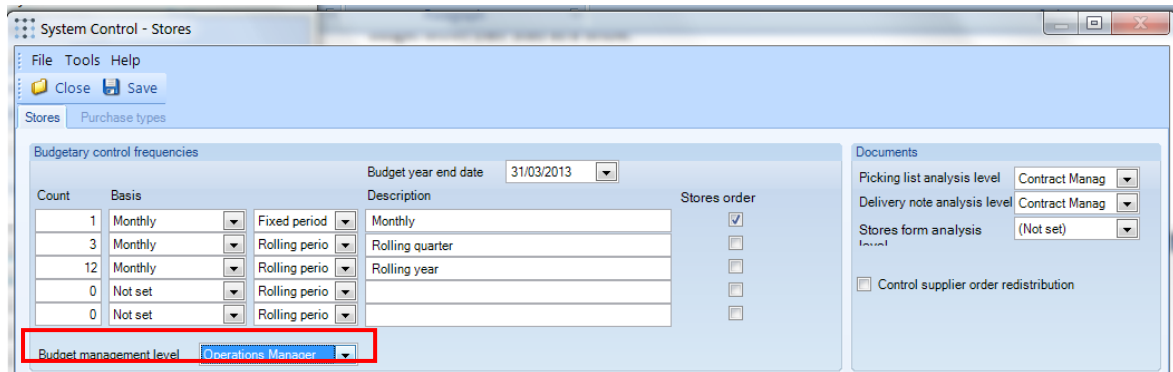 System Control - Stores
File Tools Help
Close Save
Stores Purchase types
Budgetary control frequencies
Budget year end date 31/03/2013
Count Basis Description Stores order
1 Monthly Fixed period Monthly
3 Monthly Rolling perio Rolling quarter
12 Monthly Rolling perio Rolling year
0 Not set Rolling perio
0 Not set Rolling perio
Budget management level Operations Manager
Documents
Picking list analysis level Contract Manag
Delivery note analysis level Contract Manag
Stores form analysis (Not set)
level
Control supplier order redistribution